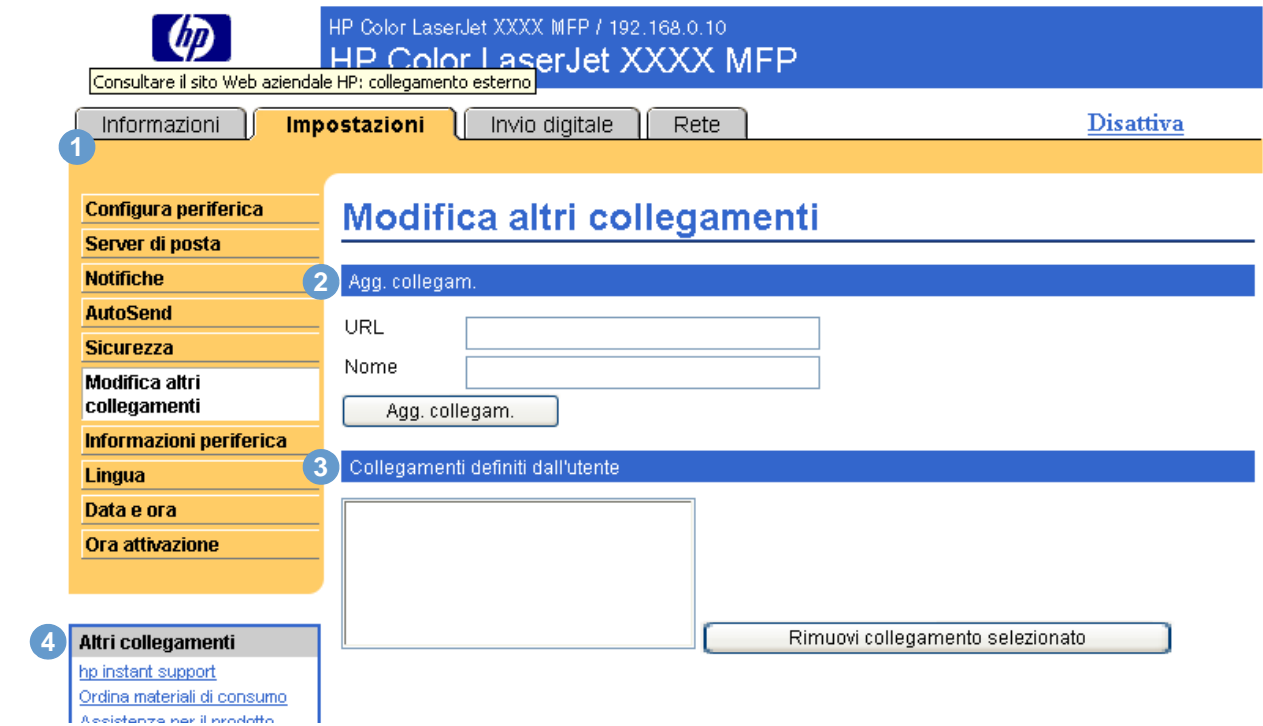 hp
HP Color LaserJet XXXX MFP / 192.168.0.10
HP Color LaserJet XXXX MFP
Consultare il sito Web aziendale HP: collegamento esterno
Informazioni
Impostazioni
Invio digitale
Rete
Disattiva
1
Configura periferica
Server di posta
Notifiche
AutoSend
Sicurezza
Modifica altri
collegamenti
Informazioni periferica
Lingua
Data e ora
Ora attivazione
Modifica altri collegamenti
2
Agg. collegam.
URL
Nome
Agg. collegam.
3
Collegamenti definiti dall'utente
Rimuovi collegamento selezionato
4
Altri collegamenti
hp instant support
Ordina materiali di consumo
Assistenza per il prodotto